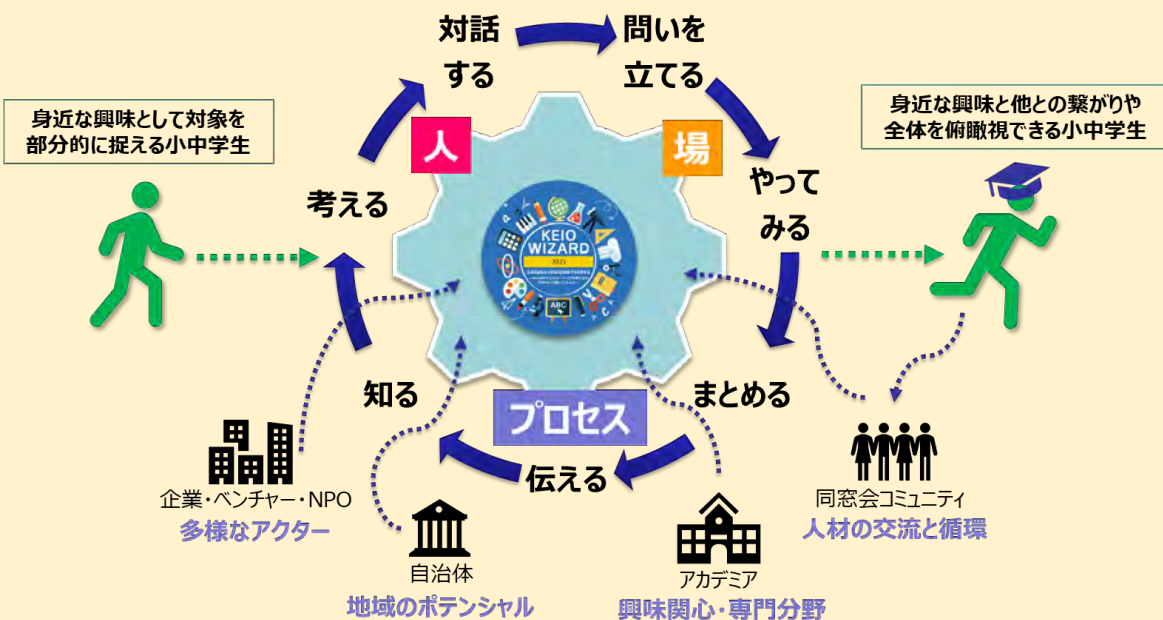 対話
する
問いを
立てる
身近な興味として対象を
部分的に捉える小中学生
身近な興味と他との繋がりや
全体を俯瞰視できる小中学生
人
場
やって
みる
考える
KEIO
WIZARD
2021
ABC
知る
まとめる
プロセス
伝える
企業・ベンチャー・NPO
多様なアクター
同窓会コミュニティ
人材の交流と循環
自治体
地域のポテンシャル
アカデミア
興味関心・専門分野